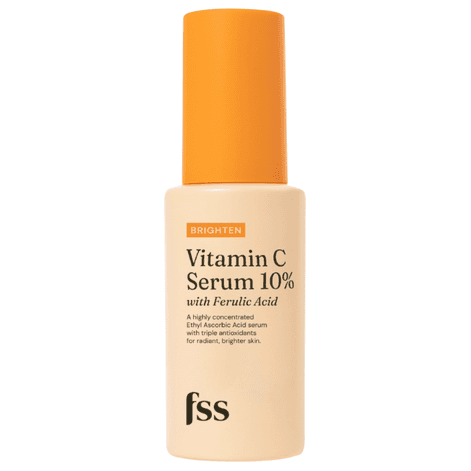 BRIGHTEN
Vitamin C
Serum 10%
with Ferulic Acid
A highly concentrated
Ethyl Ascorbic Acid serum
with triple antioxidants
for radiant, brighter skin.
fss